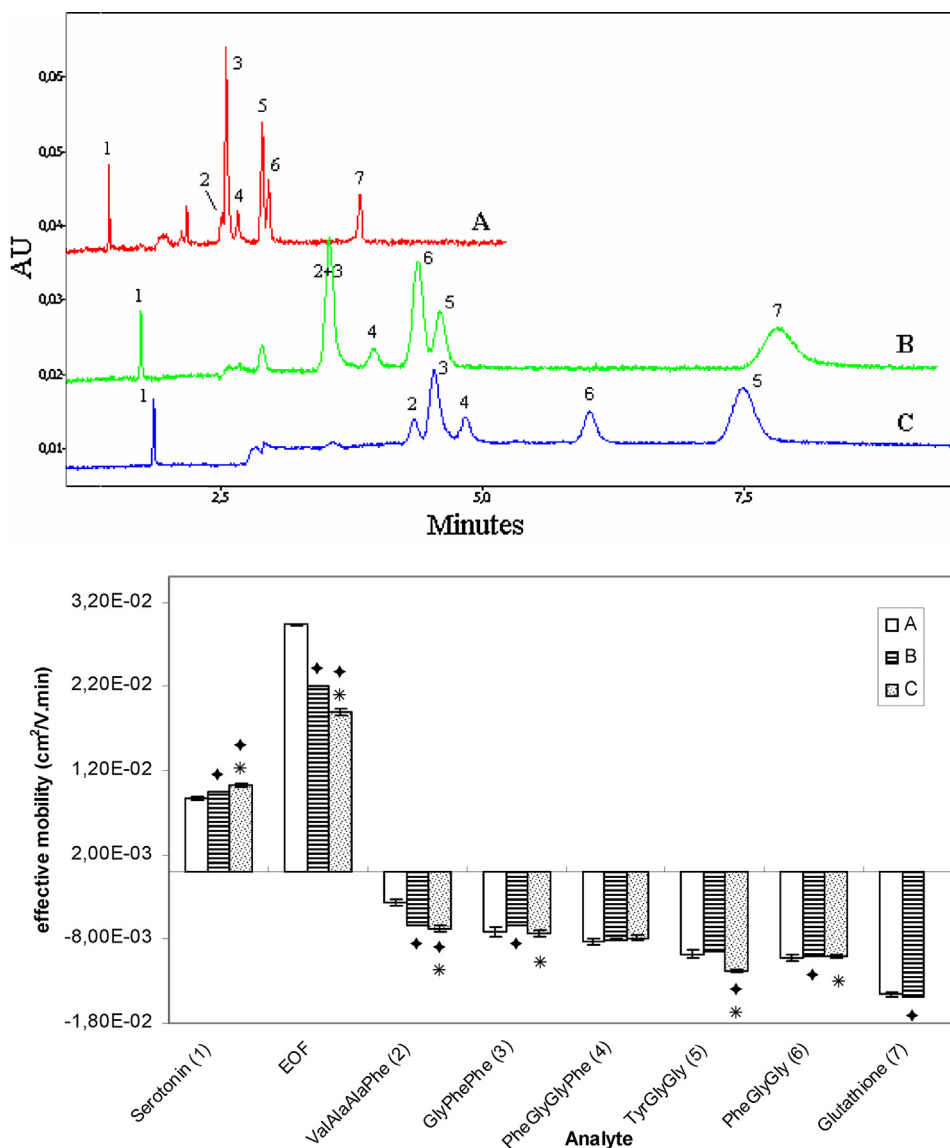 0,06
0,05
0,04
0,03
0,02
0,01
AU
1
2
3
4
5
6
7
A
1
2+3
4
6
5
7
B
1
2
3
4
6
5
C
2,5
5,0
7,5
Minutes
effective mobility (cm²/V.min)
3,20E-02
2,20E-02
1,20E-02
2,00E-03
-8,00E-03
-1,80E-02
A
B
C
Serotonin (1)
EOF
ValAlaAlaPhe (2)
GlyPhePhe (3)
PheGlyGlyPhe (4)
TyrGlyGly (5)
PheGlyGly (6)
Glutathione (7)
Analyte